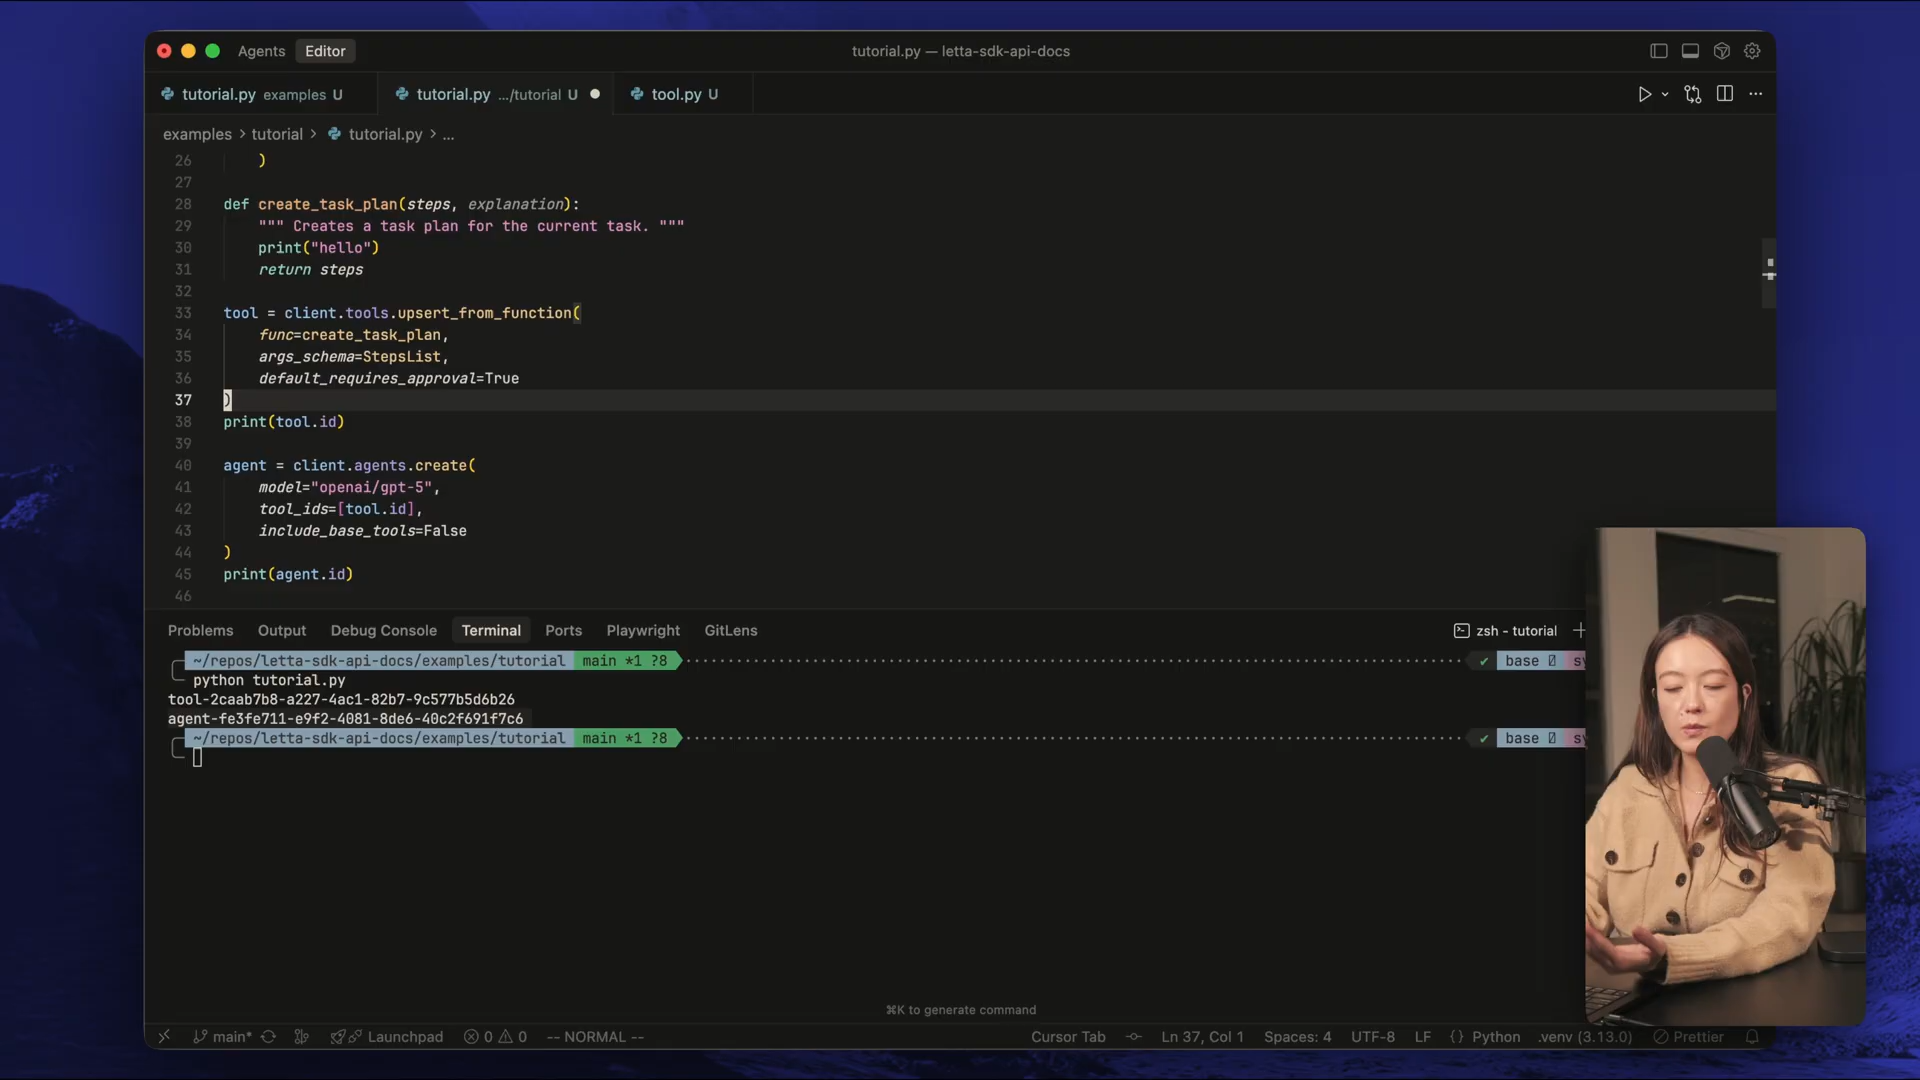 Agents Editor tutorial.py — letta-sdk-api-docs
tutorial.py examples U tutorial.py .../tutorial U tool.py U
examples > tutorial > tutorial.py > ...
26 )
27
28 def create_task_plan(steps, explanation):
29 """ Creates a task plan for the current task. """
30 print("hello")
31 return steps
32
33 tool = client.tools.upsert_from_function(
34 func=create_task_plan,
35 args_schema=StepsList,
36 default_requires_approval=True
37 )
38 print(tool.id)
39
40 agent = client.agents.create(
41 model="openai/gpt-5",
42 tool_ids=[tool.id],
43 include_base_tools=False
44 )
45 print(agent.id)
46
Problems Output Debug Console Terminal Ports Playwright GitLens zsh - tutorial
~/repos/letta-sdk-api-docs/examples/tutorial main *1 ?8 ✓ base sy
python tutorial.py
tool-2caab7b8-a227-4ac1-82b7-9c577b5d6b26
agent-fe3fe711-e9f2-4081-8de6-40c2f691f7c6
~/repos/letta-sdk-api-docs/examples/tutorial main *1 ?8 ✓ base sy
⌘K to generate command
main* Launchpad 0 0 -- NORMAL -- Cursor Tab Ln 37, Col 1 Spaces: 4 UTF-8 LF {} Python .venv (3.13.0) Prettier